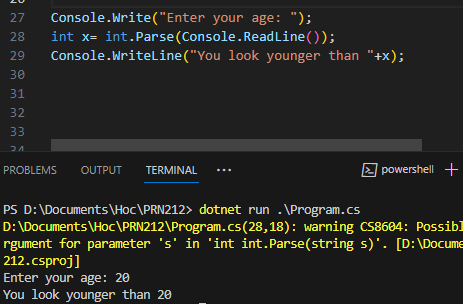 27 Console.Write("Enter your age: ");
28 int x= int.Parse(Console.ReadLine());
29 Console.WriteLine("You look younger than "+x);
30
31
32
33
PROBLEMS OUTPUT TERMINAL ··· powershell +
PS D:\Documents\Hoc\PRN212> dotnet run .\Program.cs
D:\Documents\Hoc\PRN212\Program.cs(28,18): warning CS8604: Possibl
rgument for parameter 's' in 'int int.Parse(string s)'. [D:\Docume
212.csproj]
Enter your age: 20
You look younger than 20